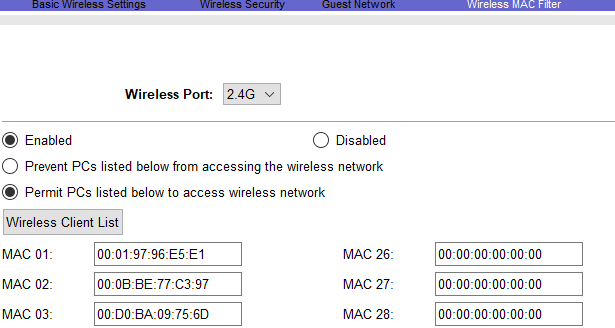 Basic Wireless Settings Wireless Security Guest Network Wireless MAC Filter
Wireless Port: 2.4G
Enabled Disabled
Prevent PCs listed below from accessing the wireless network
Permit PCs listed below to access wireless network
Wireless Client List
MAC 01: 00:01:97:96:E5:E1 MAC 26: 00:00:00:00:00:00
MAC 02: 00:0B:BE:77:C3:97 MAC 27: 00:00:00:00:00:00
MAC 03: 00:D0:BA:09:75:6D MAC 28: 00:00:00:00:00:00